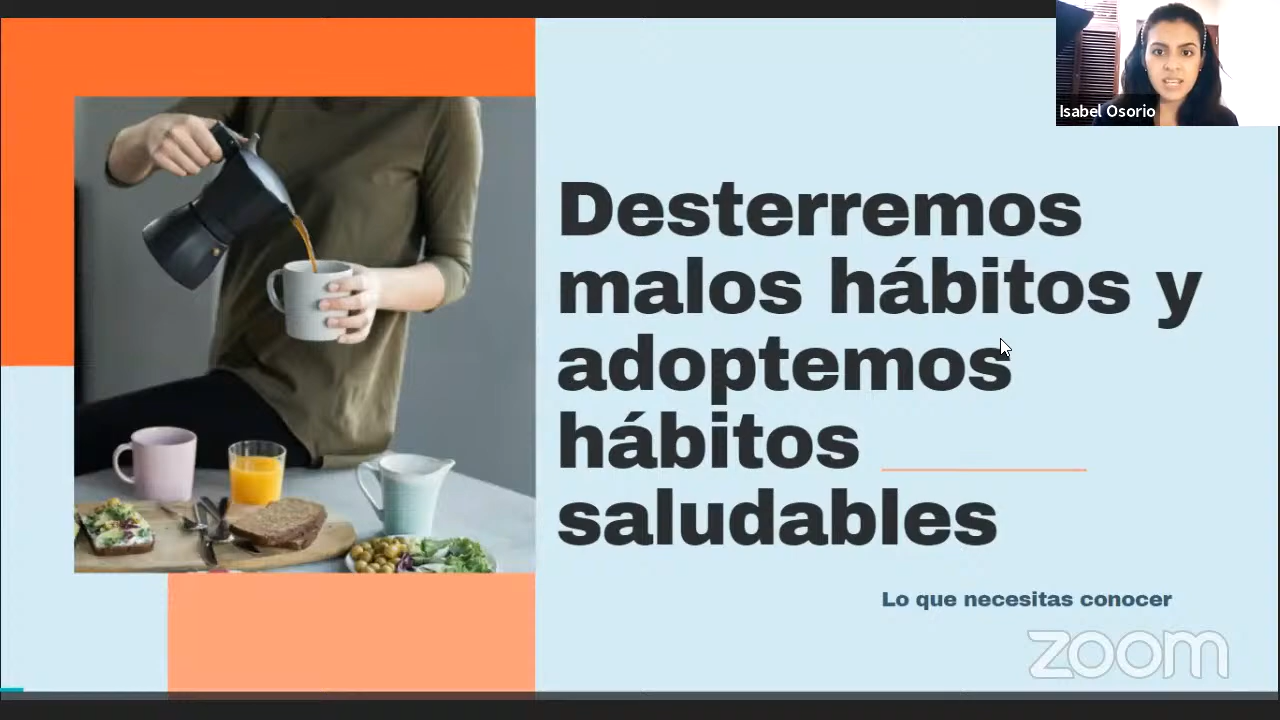 Isabel Osorio
Desterremos
malos hábitos y
adoptemos
hábitos
saludables
Lo que necesitas conocer
zoom